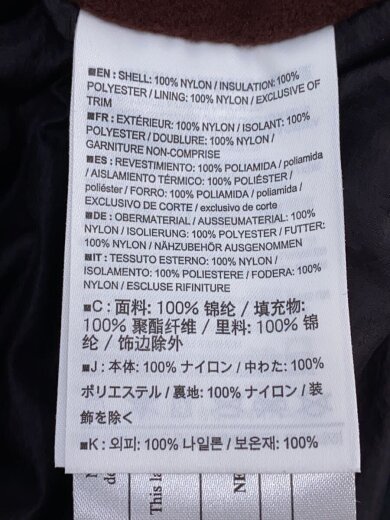 ■EN : SHELL: 100% NYLON / INSULATION: 100%
POLYESTER / LINING: 100% NYLON / EXCLUSIVE OF
TRIM
■FR : EXTÉRIEUR: 100% NYLON / ISOLANT: 100%
POLYESTER / DOUBLURE: 100% NYLON /
GARNITURE NON-COMPRISE
■ES : REVESTIMIENTO: 100% POLIAMIDA / poliamida
/ AISLAMIENTO TÉRMICO: 100% POLIÉSTER /
poliéster / FORRO: 100% POLIAMIDA / poliamida /
EXCLUSIVO DE CORTE / exclusivo de corte
■DE : OBERMATERIAL / AUSSEUMATERIAL: 100%
NYLON / ISOLIERUNG: 100% POLYESTER / FUTTER:
100% NYLON / NÄHZUBEHÖR AUSGENOMMEN
■IT : TESSUTO ESTERNO: 100% NYLON /
ISOLAMENTO: 100% POLIESTERE / FODERA: 100%
NYLON / ESCLUSE RIFINITURE
■C : 面料: 100% 锦纶 / 填充物:
100% 聚酯纤维 / 里料: 100% 锦
纶 / 饰边除外
■J : 本体: 100% ナイロン / 中わた: 100%
ポリエステル / 裏地: 100% ナイロン / 装
飾を除く
■K : 외피: 100% 나일론 / 보온재: 100%
This la
NE